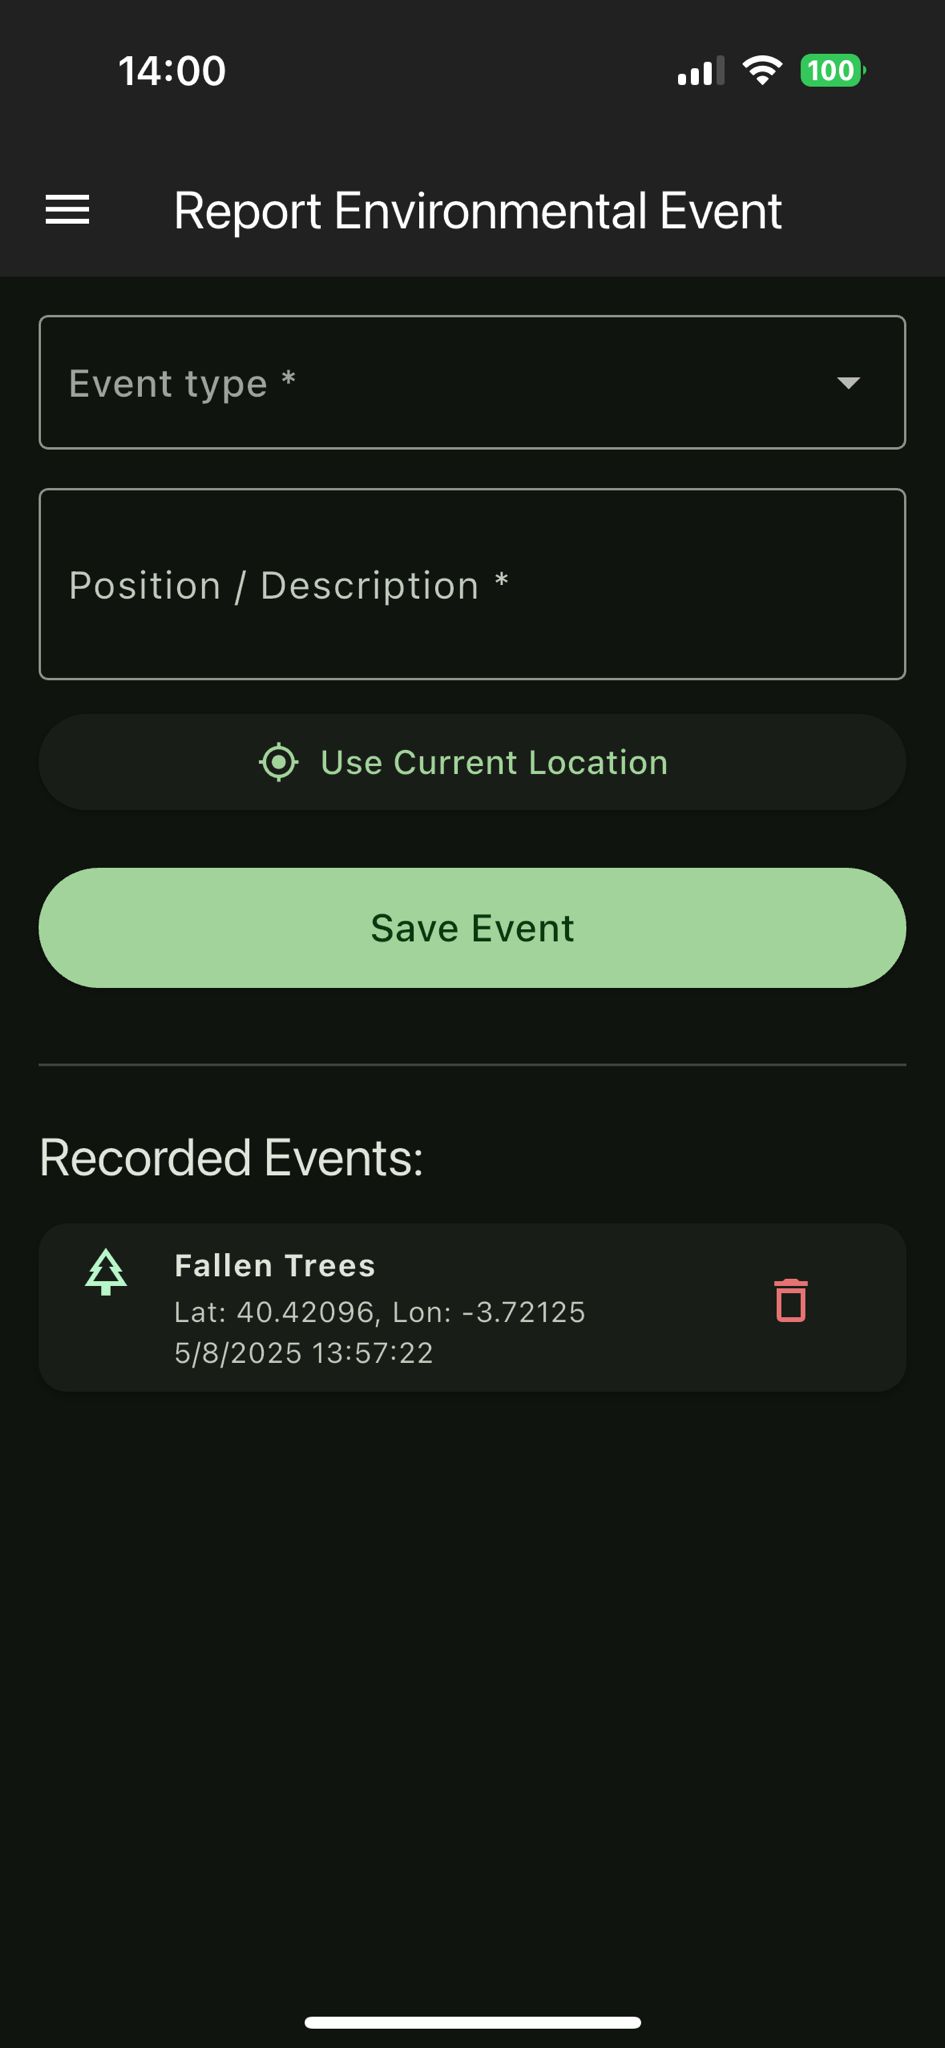 14:00
100
Report Environmental Event
Event type *
Position / Description *
Use Current Location
Save Event
Recorded Events:
Fallen Trees
Lat: 40.42096, Lon: -3.72125
5/8/2025 13:57:22